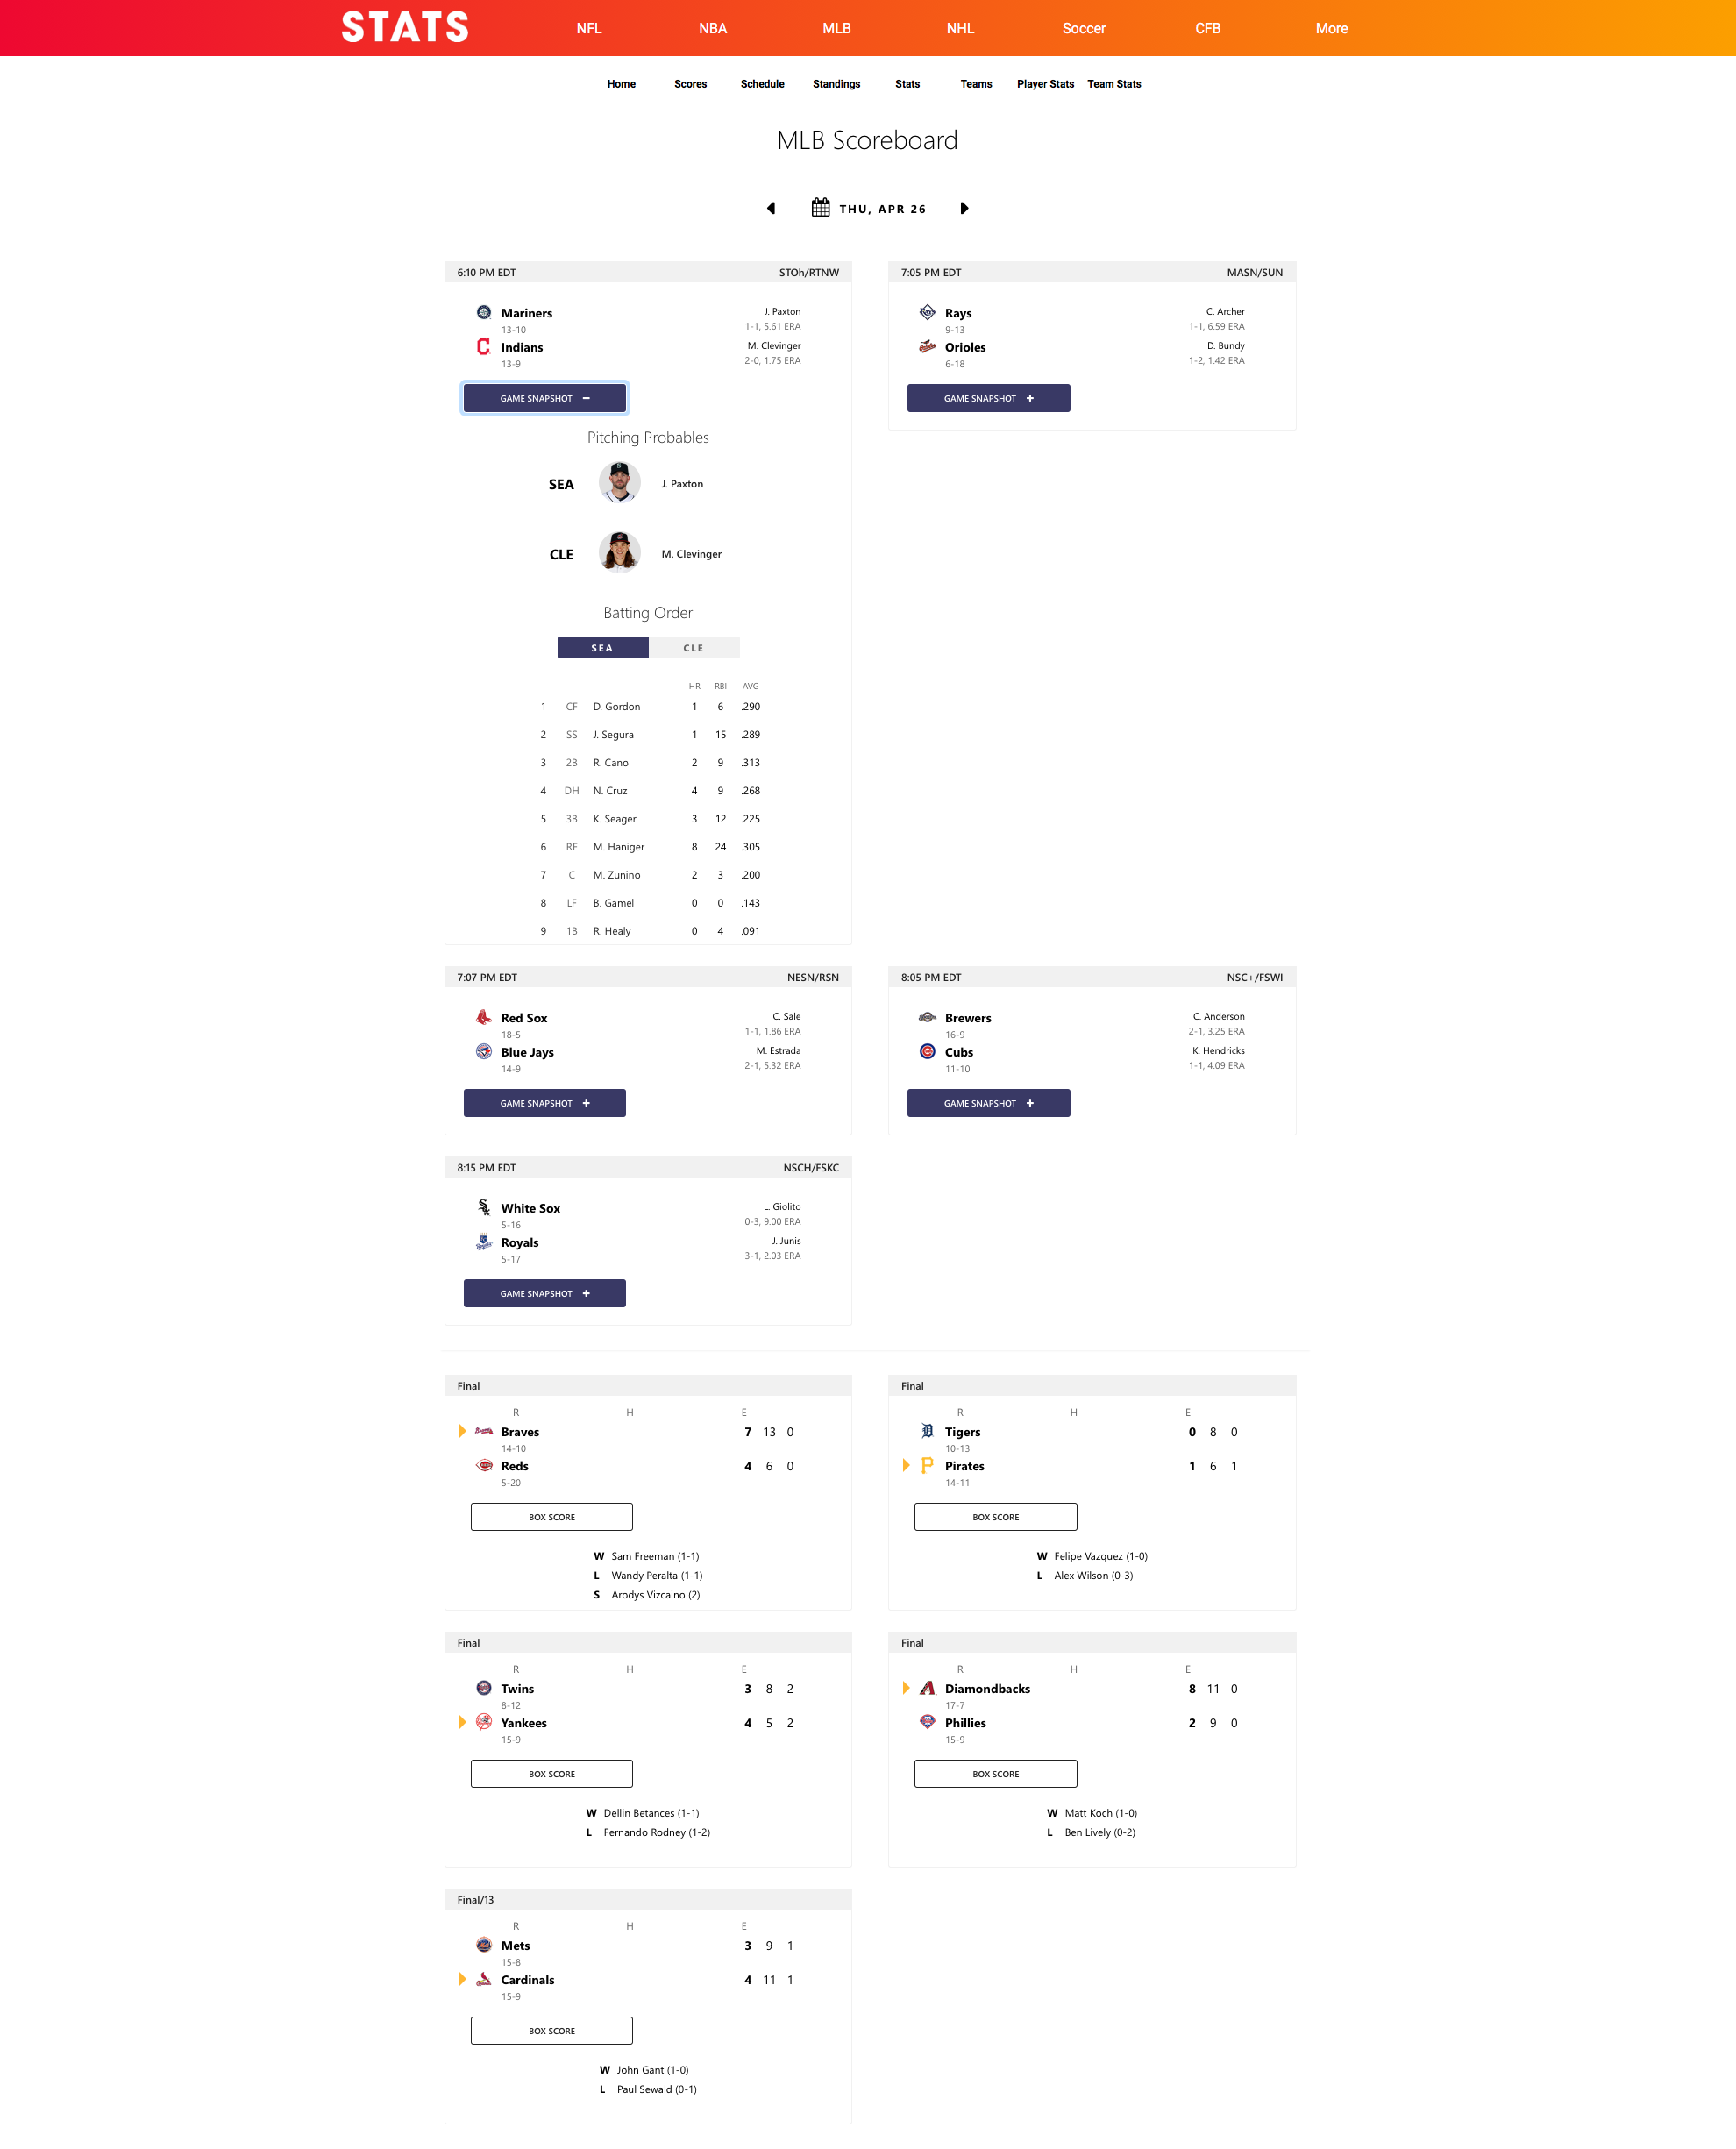 STATS NFL NBA MLB NHL Soccer CFB More
Home Scores Schedule Standings Stats Teams Player Stats Team Stats
MLB Scoreboard
THU, APR 26
6:10 PM EDT STOh/RTNW
Mariners J. Paxton
13-10 1-1, 5.61 ERA
Indians M. Clevinger
13-9 2-0, 1.75 ERA
GAME SNAPSHOT
Pitching Probables
SEA J. Paxton
CLE M. Clevinger
Batting Order
SEA CLE
HR RBI AVG
1 CF D. Gordon 1 6 .290
2 SS J. Segura 1 15 .289
3 2B R. Cano 2 9 .313
4 DH N. Cruz 4 9 .268
5 3B K. Seager 3 12 .225
6 RF M. Haniger 8 24 .305
7 C M. Zunino 2 3 .200
8 LF B. Gamel 0 0 .143
9 1B R. Healy 0 4 .091
7:05 PM EDT MASN/SUN
Rays C. Archer
9-13 1-1, 6.59 ERA
Orioles D. Bundy
6-18 1-2, 1.42 ERA
GAME SNAPSHOT
7:07 PM EDT NESN/RSN
Red Sox C. Sale
18-5 1-1, 1.86 ERA
Blue Jays M. Estrada
14-9 2-1, 5.32 ERA
GAME SNAPSHOT
8:05 PM EDT NSC+/FSWI
Brewers C. Anderson
16-9 2-1, 3.25 ERA
Cubs K. Hendricks
11-10 1-1, 4.09 ERA
GAME SNAPSHOT
8:15 PM EDT NSCH/FSKC
White Sox L. Giolito
5-16 0-3, 9.00 ERA
Royals J. Junis
5-17 3-1, 2.03 ERA
GAME SNAPSHOT
Final
R H E
Braves 7 13 0
14-10
Reds 4 6 0
5-20
BOX SCORE
W Sam Freeman (1-1)
L Wandy Peralta (1-1)
S Arodys Vizcaino (2)
Final
R H E
Tigers 0 8 0
10-13
Pirates 1 6 1
14-11
BOX SCORE
W Felipe Vazquez (1-0)
L Alex Wilson (0-3)
Final
R H E
Twins 3 8 2
8-12
Yankees 4 5 2
15-9
BOX SCORE
W Dellin Betances (1-1)
L Fernando Rodney (1-2)
Final
R H E
Diamondbacks 8 11 0
17-7
Phillies 2 9 0
15-9
BOX SCORE
W Matt Koch (1-0)
L Ben Lively (0-2)
Final/13
R H E
Mets 3 9 1
15-8
Cardinals 4 11 1
15-9
BOX SCORE
W John Gant (1-0)
L Paul Sewald (0-1)